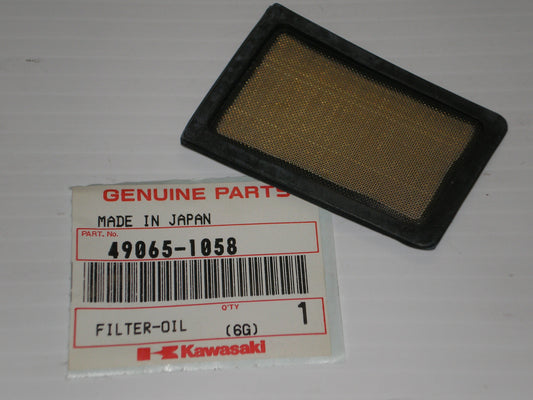 GENUINE PARTS
MADE IN JAPAN
PART. No.
49065-1058
Q'TY
FILTER-OIL (6G) 1
Kawasaki